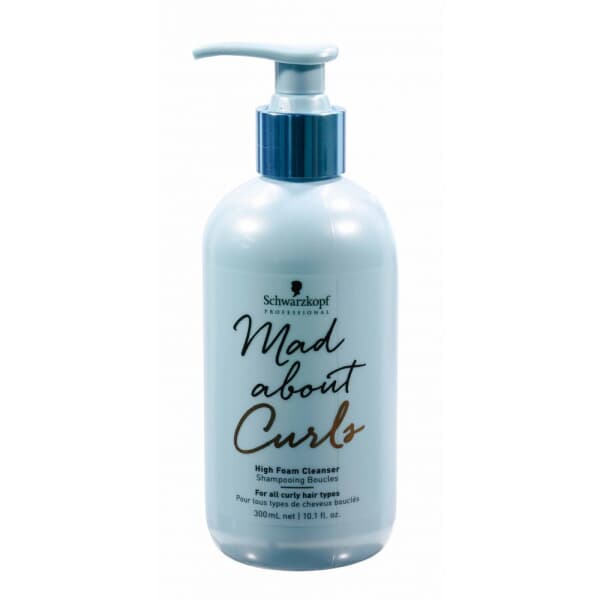 Schwarzkopf
PROFESSIONAL
Mad
about
Curls
High Foam Cleanser
Shampooing Boucles
For all curly hair types
Pour tous types de cheveux bouclés
300mL net | 10.1 fl. oz.